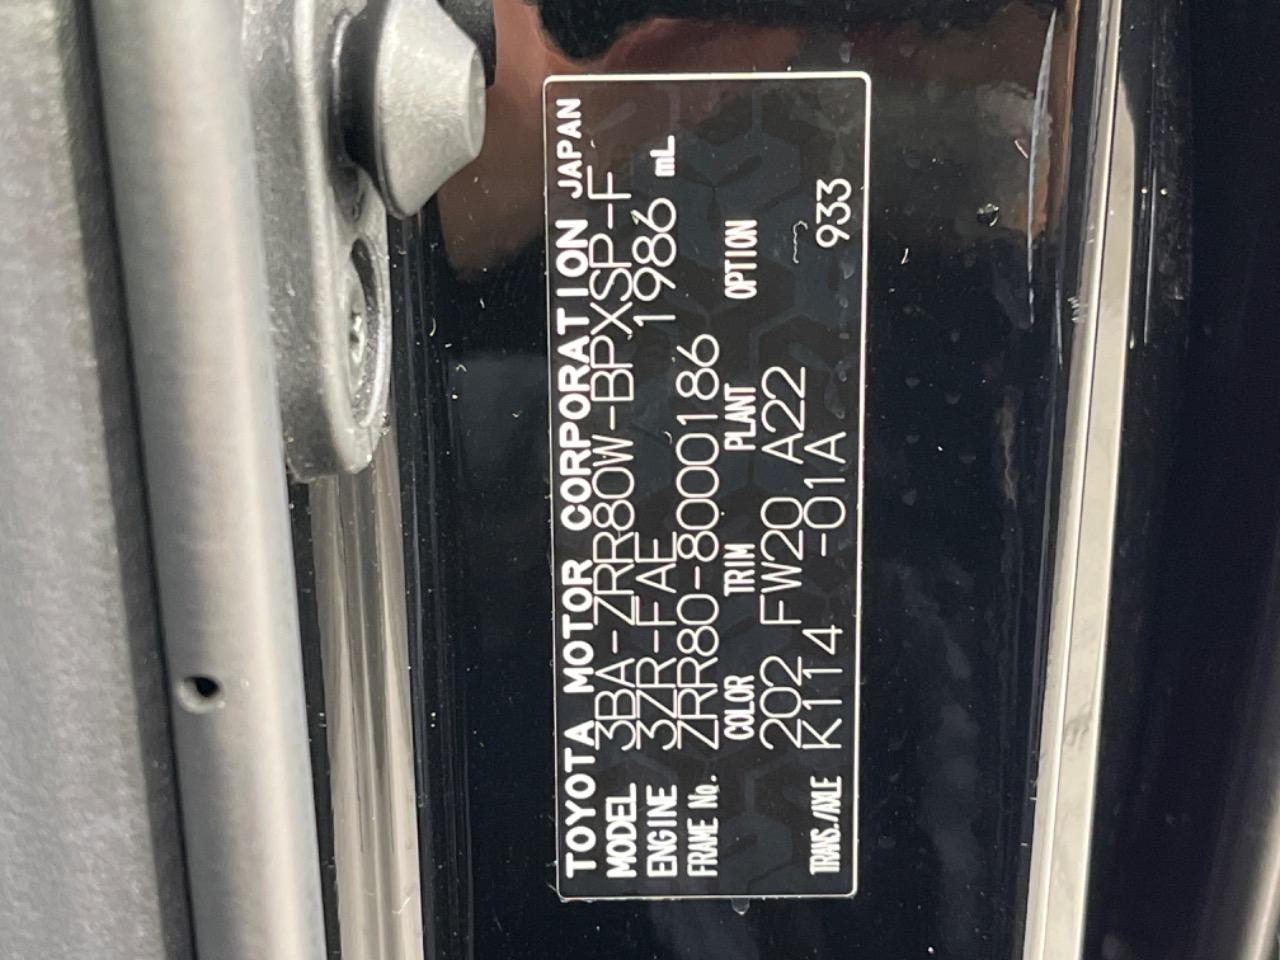 TOYOTA MOTOR CORPORATION JAPAN
MODEL 3BA-ZRR80W-BPXSP-F
ENGINE 3ZR-FAE 1986 mL
FRAME No. ZRR80-8000186
COLOR TRIM PLANT OPTION
202 FW20 A22
TRANS./AXLE K114 -01A 933